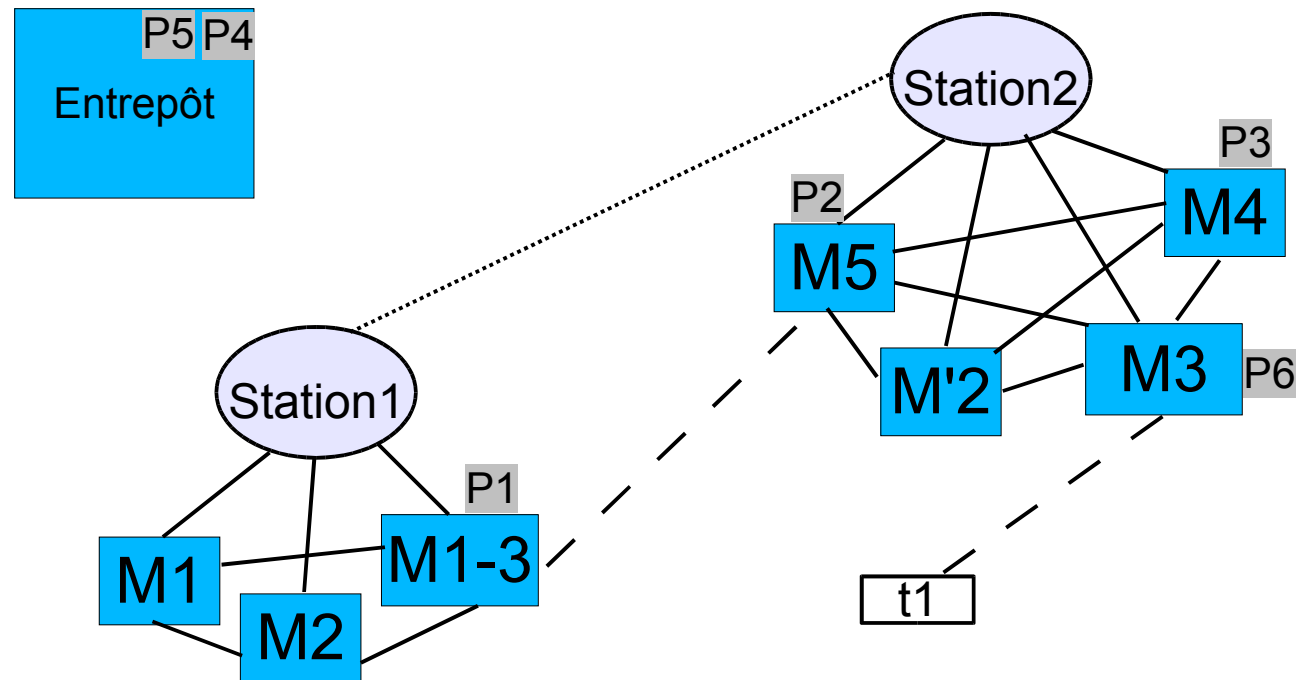 P5 P4
Entrepôt
Station2
P3
P2
M4
M5
M3
P6
M'2
Station1
P1
M1-3
M1
M2
t1